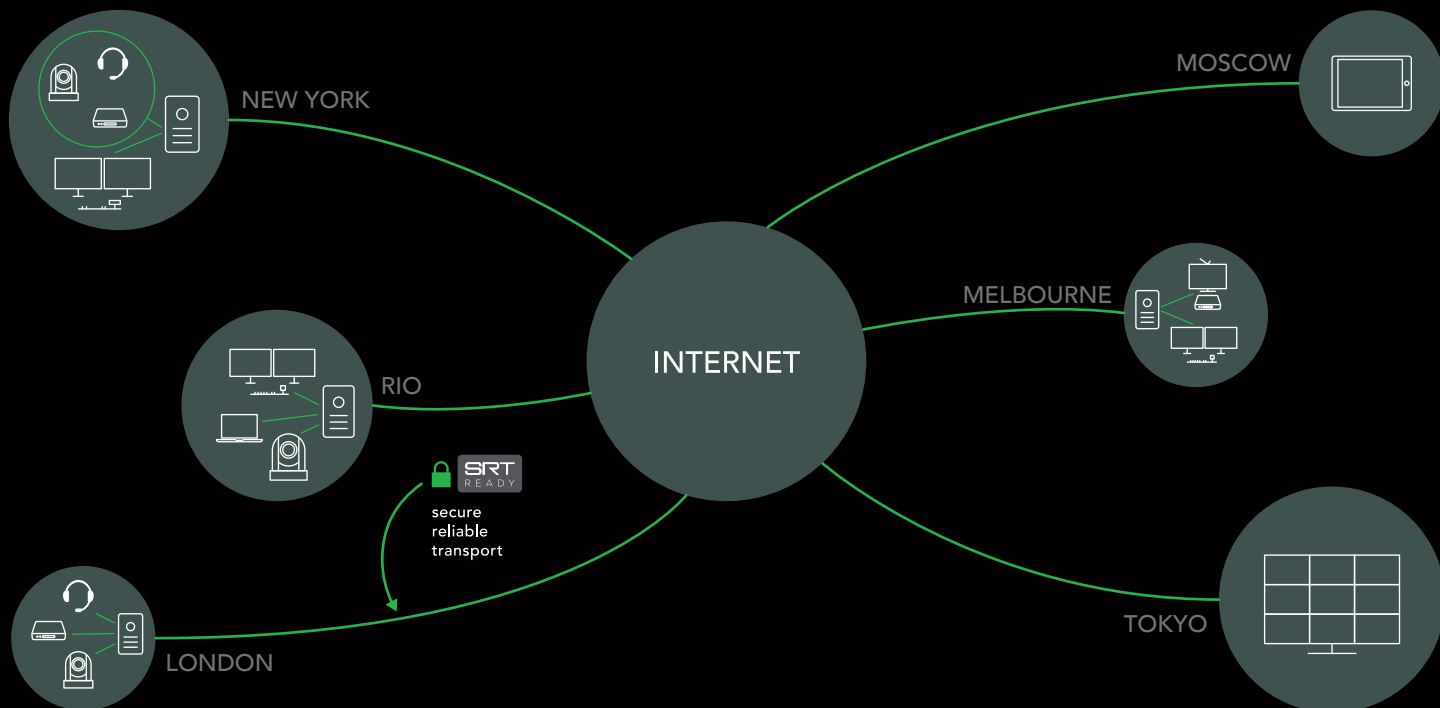 NEW YORK
MOSCOW
MELBOURNE
INTERNET
RIO
SRT
READY
secure
reliable
transport
TOKYO
LONDON